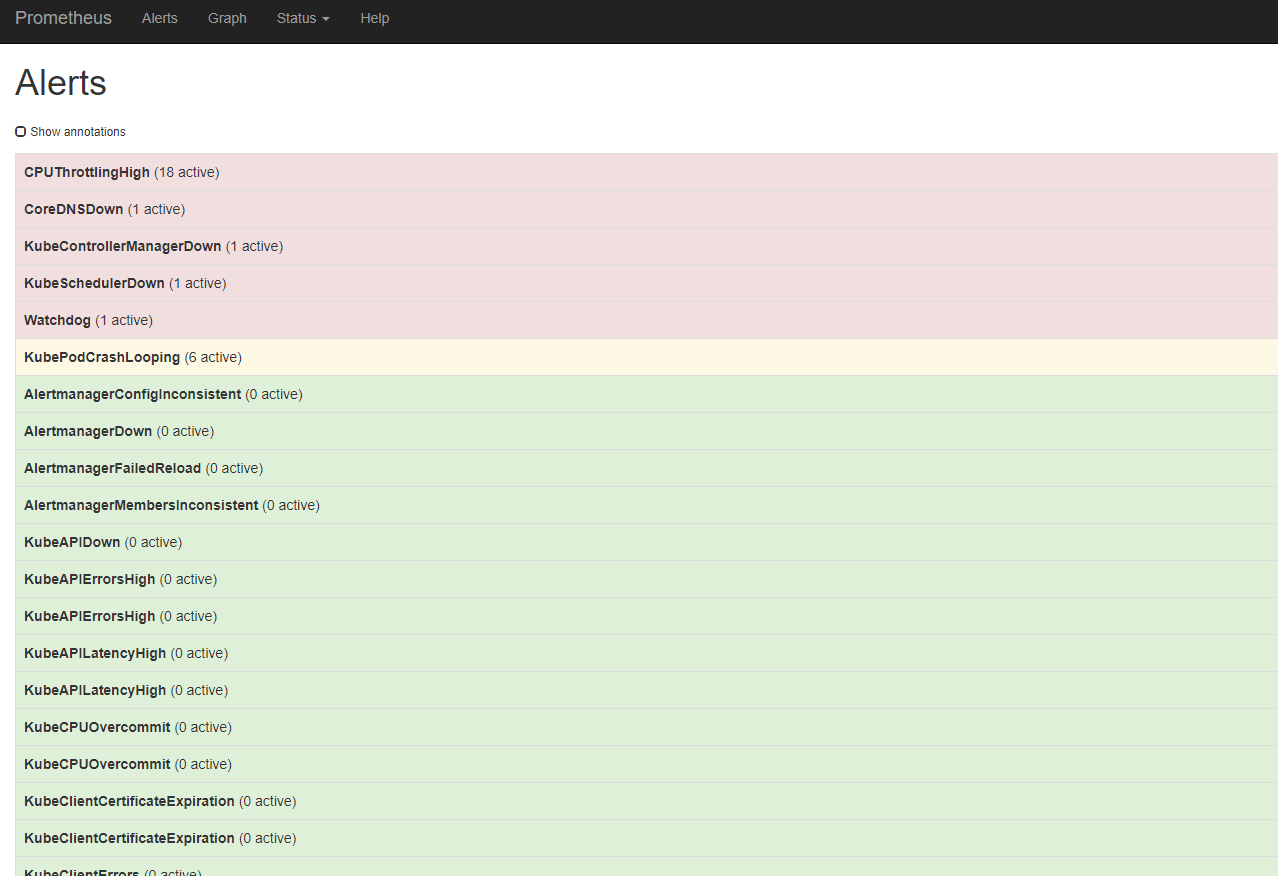 Prometheus Alerts Graph Status Help
Alerts
Show annotations
CPUThrottlingHigh (18 active)
CoreDNSDown (1 active)
KubeControllerManagerDown (1 active)
KubeSchedulerDown (1 active)
Watchdog (1 active)
KubePodCrashLooping (6 active)
AlertmanagerConfigInconsistent (0 active)
AlertmanagerDown (0 active)
AlertmanagerFailedReload (0 active)
AlertmanagerMembersInconsistent (0 active)
KubeAPIDown (0 active)
KubeAPIErrorsHigh (0 active)
KubeAPIErrorsHigh (0 active)
KubeAPILatencyHigh (0 active)
KubeAPILatencyHigh (0 active)
KubeCPUOvercommit (0 active)
KubeCPUOvercommit (0 active)
KubeClientCertificateExpiration (0 active)
KubeClientCertificateExpiration (0 active)
KubeClientErrors (0 active)